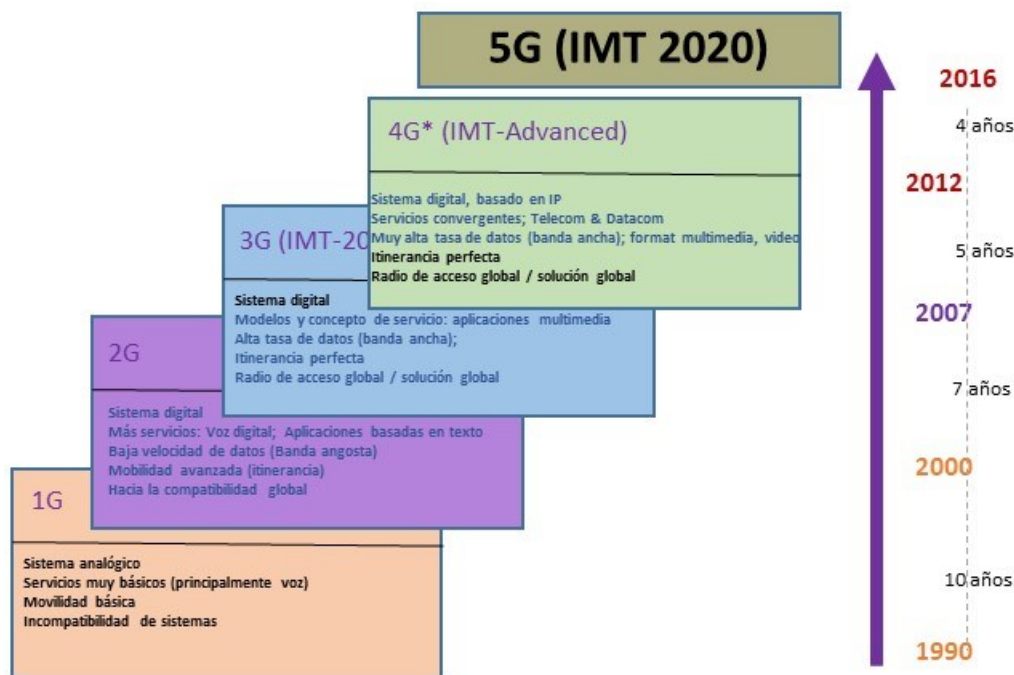 5G (IMT 2020)
4G* (IMT-Advanced)
Sistema digital, basado en IP
Servicios convergentes; Telecom & Datacom
Muy alta tasa de datos (banda ancha); format multimedia, video
Itinerancia perfecta
Radio de acceso global / solución global
3G (IMT-20
Sistema digital
Modelos y concepto de servicio: aplicaciones multimedia
Alta tasa de datos (banda ancha);
Itinerancia perfecta
Radio de acceso global / solución global
2G
Sistema digital
Más servicios: Voz digital; Aplicaciones basadas en texto
Baja velocidad de datos (Banda angosta)
Mobilidad avanzada (itinerancia)
Hacia la compatibilidad global
1G
Sistema analógico
Servicios muy básicos (principalmente voz)
Movilidad básica
Incompatibilidad de sistemas
2016
4 años
2012
5 años
2007
7 años
2000
10 años
1990